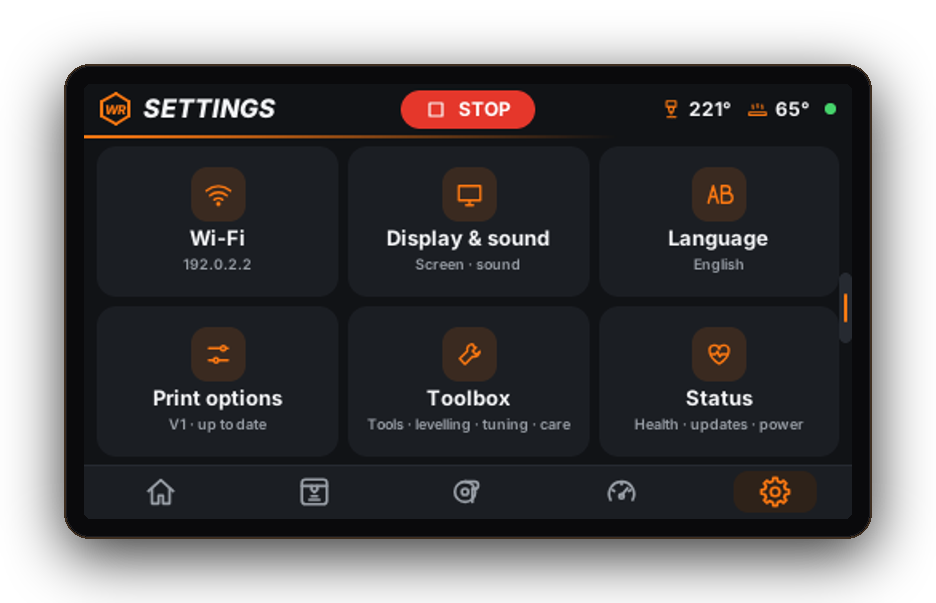 WR SETTINGS STOP 221° 65°
Wi-Fi
192.0.2.2
Display & sound
Screen · sound
AB
Language
English
Print options
V1 · up to date
Toolbox
Tools · levelling · tuning · care
Status
Health · updates · power